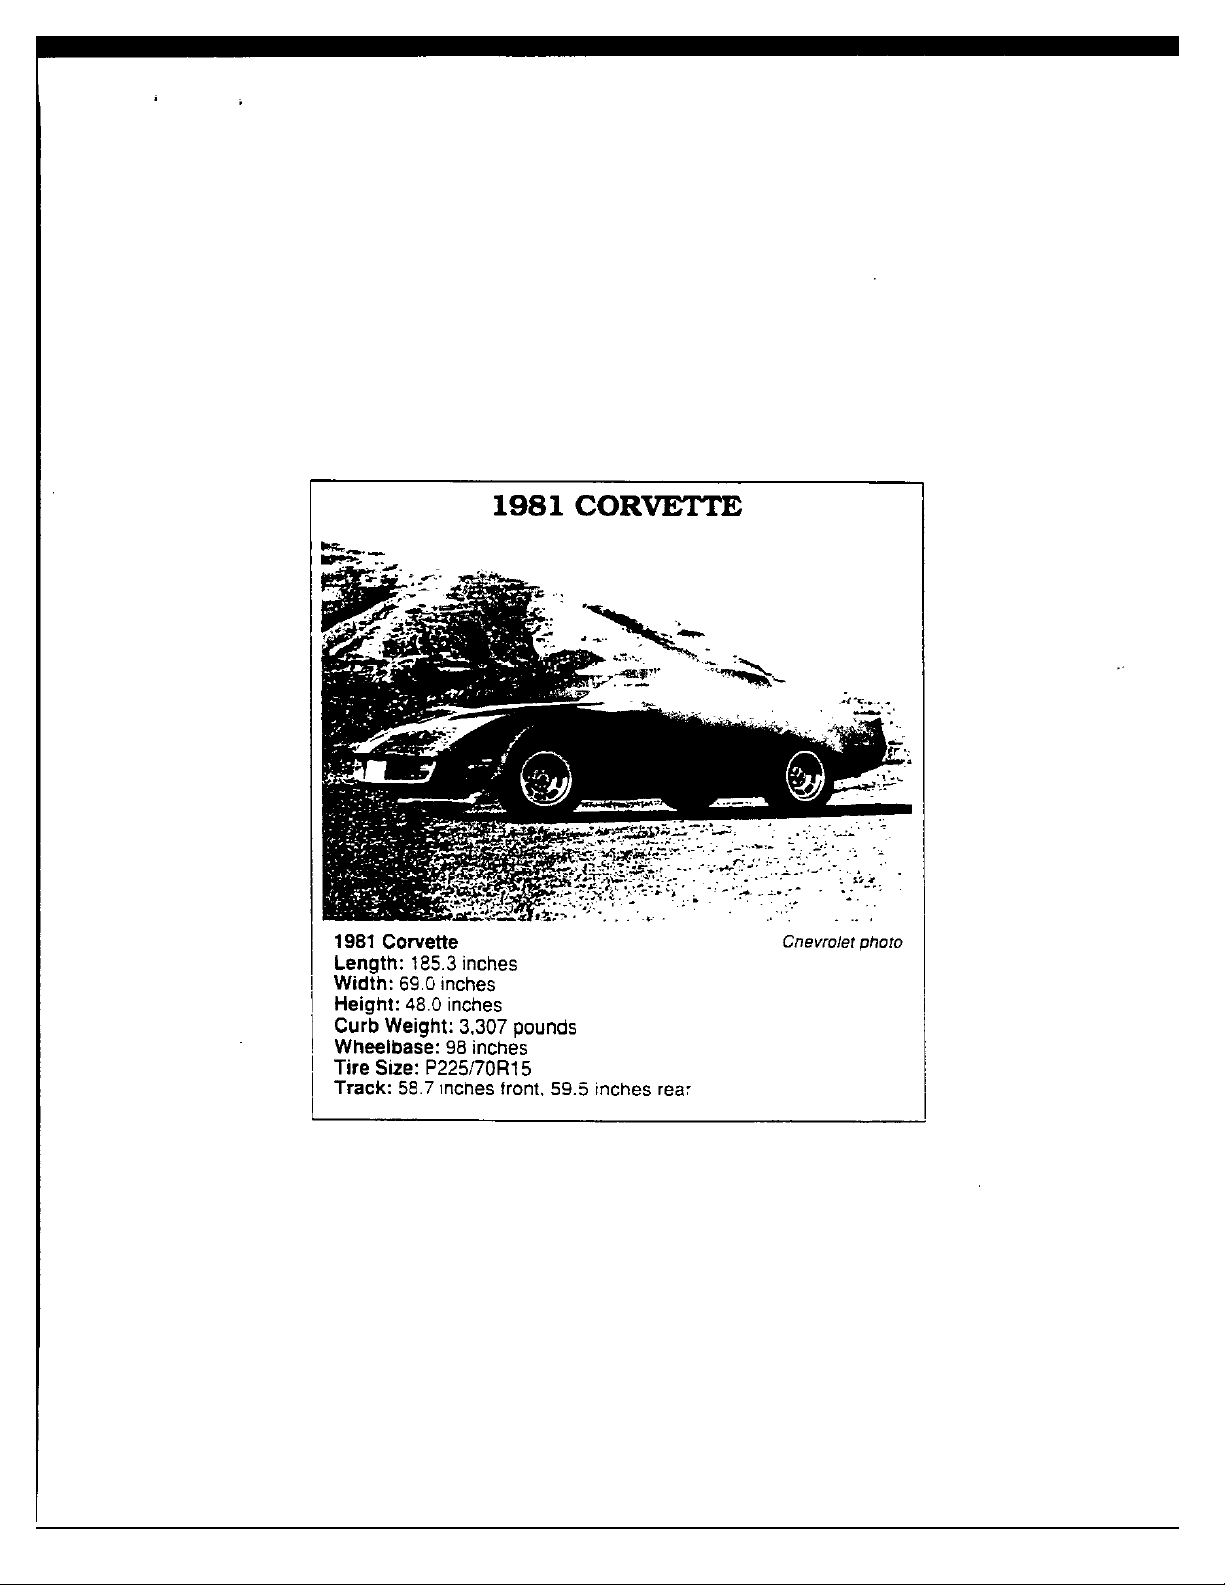 1981 CORVETTE
1981 Corvette
Chevrolet photo
Length: 185.3 inches
Width: 69.0 inches
Height: 48.0 inches
Curb Weight: 3,307 pounds
Wheelbase: 98 inches
Tire Size: P225/70R15
Track: 58.7 inches front, 59.5 inches rear